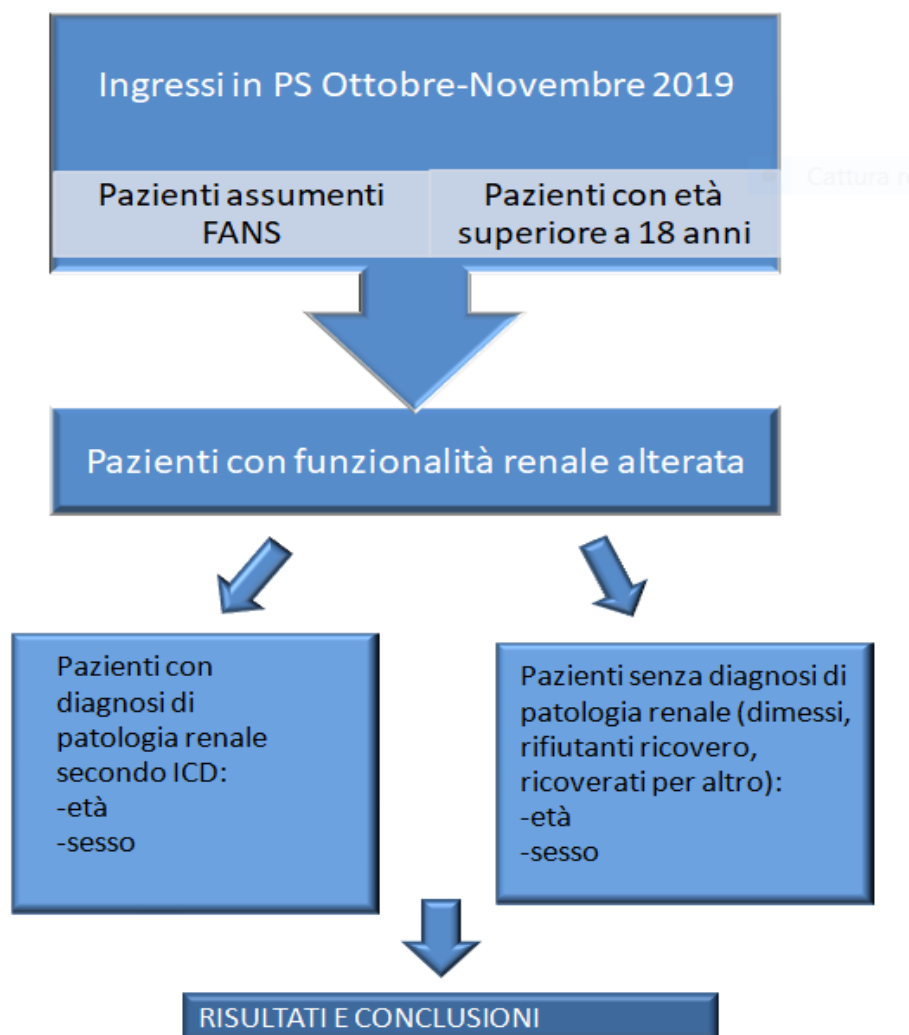 Ingressi in PS Ottobre-Novembre 2019
Cattura
Pazienti assumenti
FANS
Pazienti con età
superiore a 18 anni
Pazienti con funzionalità renale alterata
Pazienti con
diagnosi di
patologia renale
secondo ICD:
-età
-sesso
Pazienti senza diagnosi di
patologia renale (dimessi,
rifiutanti ricovero,
ricoverati per altro):
-età
-sesso
RISULTATI E CONCLUSIONI